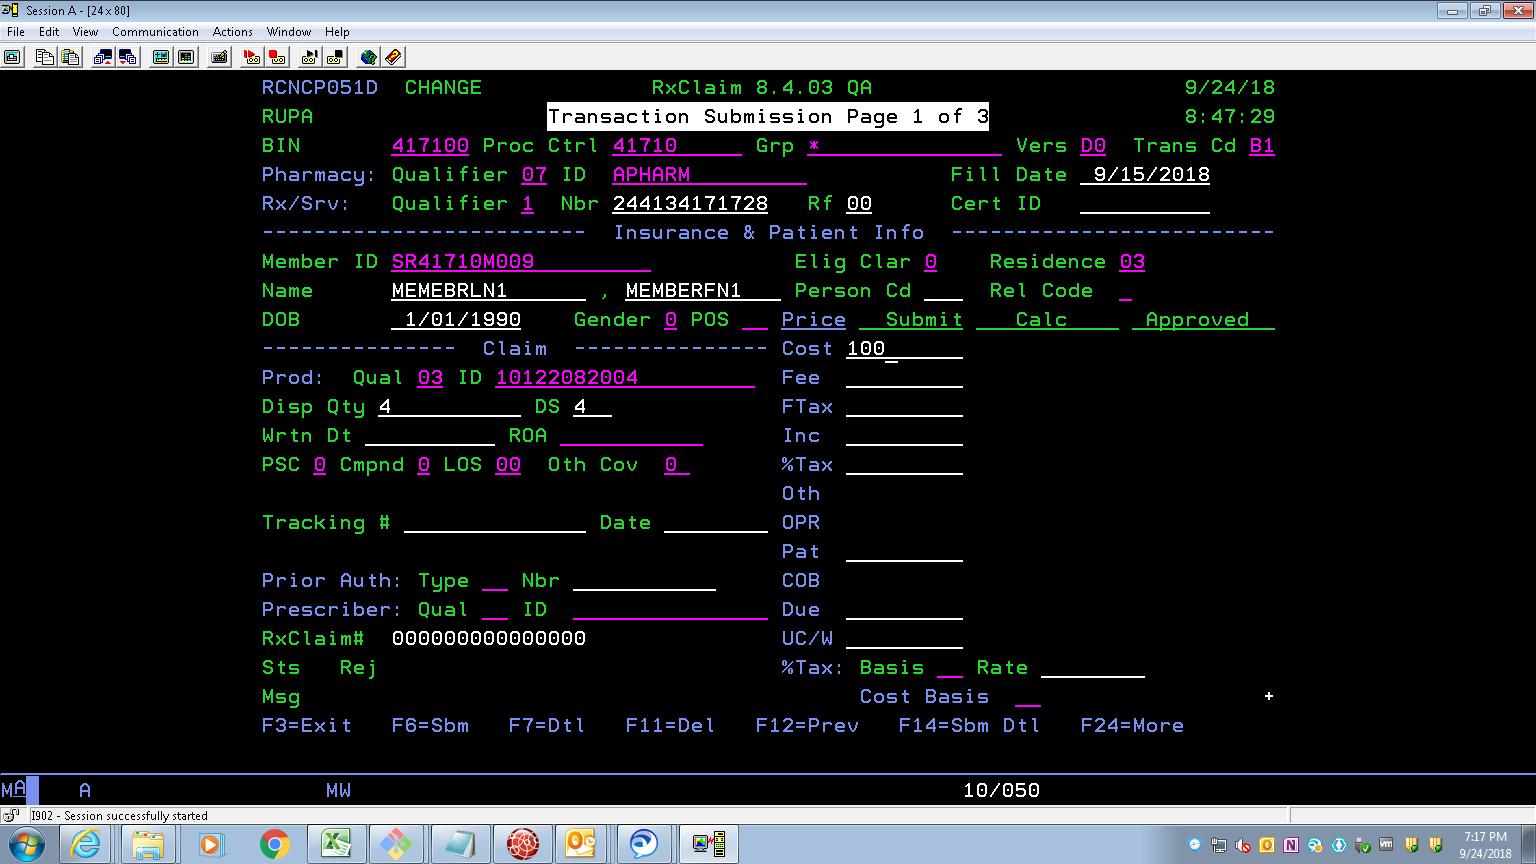 Session A - [24 x 80]
File Edit View Communication Actions Window Help
RCNCP051D CHANGE RxClaim 8.4.03 QA 9/24/18
RUPA Transaction Submission Page 1 of 3 8:47:29
BIN 417100 Proc Ctrl 41710 Grp * Vers D0 Trans Cd B1
Pharmacy: Qualifier 07 ID APHARM Fill Date 9/15/2018
Rx/Srv: Qualifier 1 Nbr 244134171728 Rf 00 Cert ID
------------------------- Insurance & Patient Info -------------------------
Member ID SR41710M009 Elig Clar 0 Residence 03
Name MEMEBRLN1 , MEMBERFN1 Person Cd Rel Code
DOB 1/01/1990 Gender 0 POS Price Submit Calc Approved
--------------- Claim --------------- Cost 100
Prod: Qual 03 ID 10122082004 Fee
Disp Qty 4 DS 4 FTax
Wrtn Dt ROA Inc
PSC 0 Cmpnd 0 LOS 00 Oth Cov 0 %Tax
Oth
Tracking # Date OPR
Pat
Prior Auth: Type Nbr COB
Prescriber: Qual ID Due
RxClaim# 000000000000000 UC/W
Sts Rej %Tax: Basis Rate
Msg Cost Basis +
F3=Exit F6=Sbm F7=Dtl F11=Del F12=Prev F14=Sbm Dtl F24=More
MA A MW 10/050
I902 - Session successfully started
7:17 PM
9/24/2018